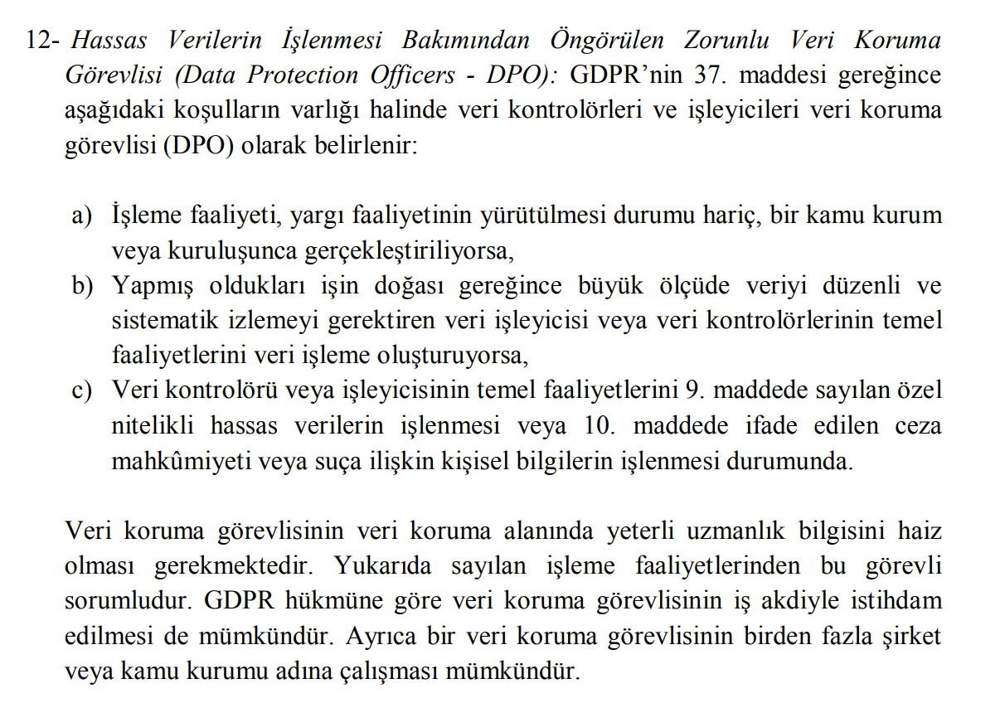 12- Hassas Verilerin İşlenmesi Bakımından Öngörülen Zorunlu Veri Koruma
Görevlisi (Data Protection Officers - DPO): GDPR’nin 37. maddesi gereğince
aşağıdaki koşulların varlığı halinde veri kontrolörleri ve işleyicileri veri koruma
görevlisi (DPO) olarak belirlenir:
a) İşleme faaliyeti, yargı faaliyetinin yürütülmesi durumu hariç, bir kamu kurum
veya kuruluşunca gerçekleştiriliyorsa,
b) Yapmış oldukları işin doğası gereğince büyük ölçüde veriyi düzenli ve
sistematik izlemeyi gerektiren veri işleyicisi veya veri kontrolörlerinin temel
faaliyetlerini veri işleme oluşturuyorsa,
c) Veri kontrolörü veya işleyicisinin temel faaliyetlerini 9. maddede sayılan özel
nitelikli hassas verilerin işlenmesi veya 10. maddede ifade edilen ceza
mahkûmiyeti veya suça ilişkin kişisel bilgilerin işlenmesi durumunda.
Veri koruma görevlisinin veri koruma alanında yeterli uzmanlık bilgisini haiz
olması gerekmektedir. Yukarıda sayılan işleme faaliyetlerinden bu görevli
sorumludur. GDPR hükmüne göre veri koruma görevlisinin iş akdiyle istihdam
edilmesi de mümkündür. Ayrıca bir veri koruma görevlisinin birden fazla şirket
veya kamu kurumu adına çalışması mümkündür.